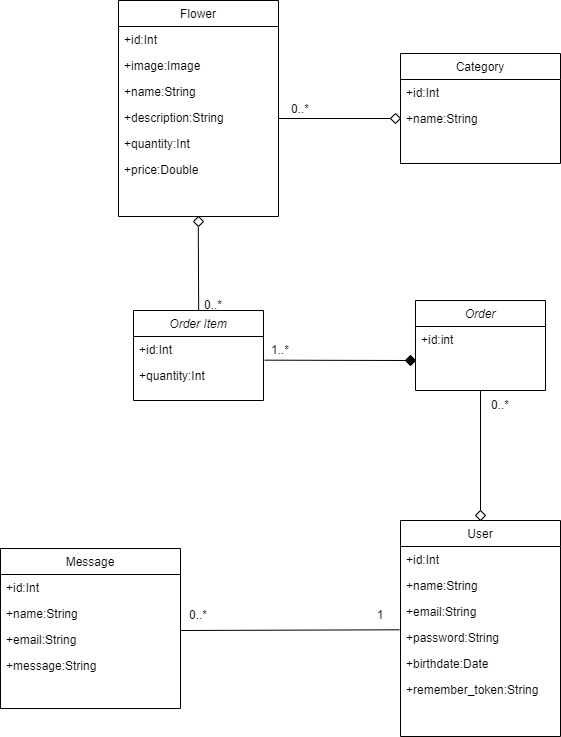 Flower
+id:Int
+image:Image
+name:String
+description:String
+quantity:Int
+price:Double
0..*
Category
+id:Int
+name:String
0..*
Order Item
+id:Int
+quantity:Int
1..*
Order
+id:int
0..*
User
+id:Int
+name:String
+email:String
+password:String
+birthdate:Date
+remember_token:String
Message
+id:Int
+name:String
+email:String
+message:String
0..*
1